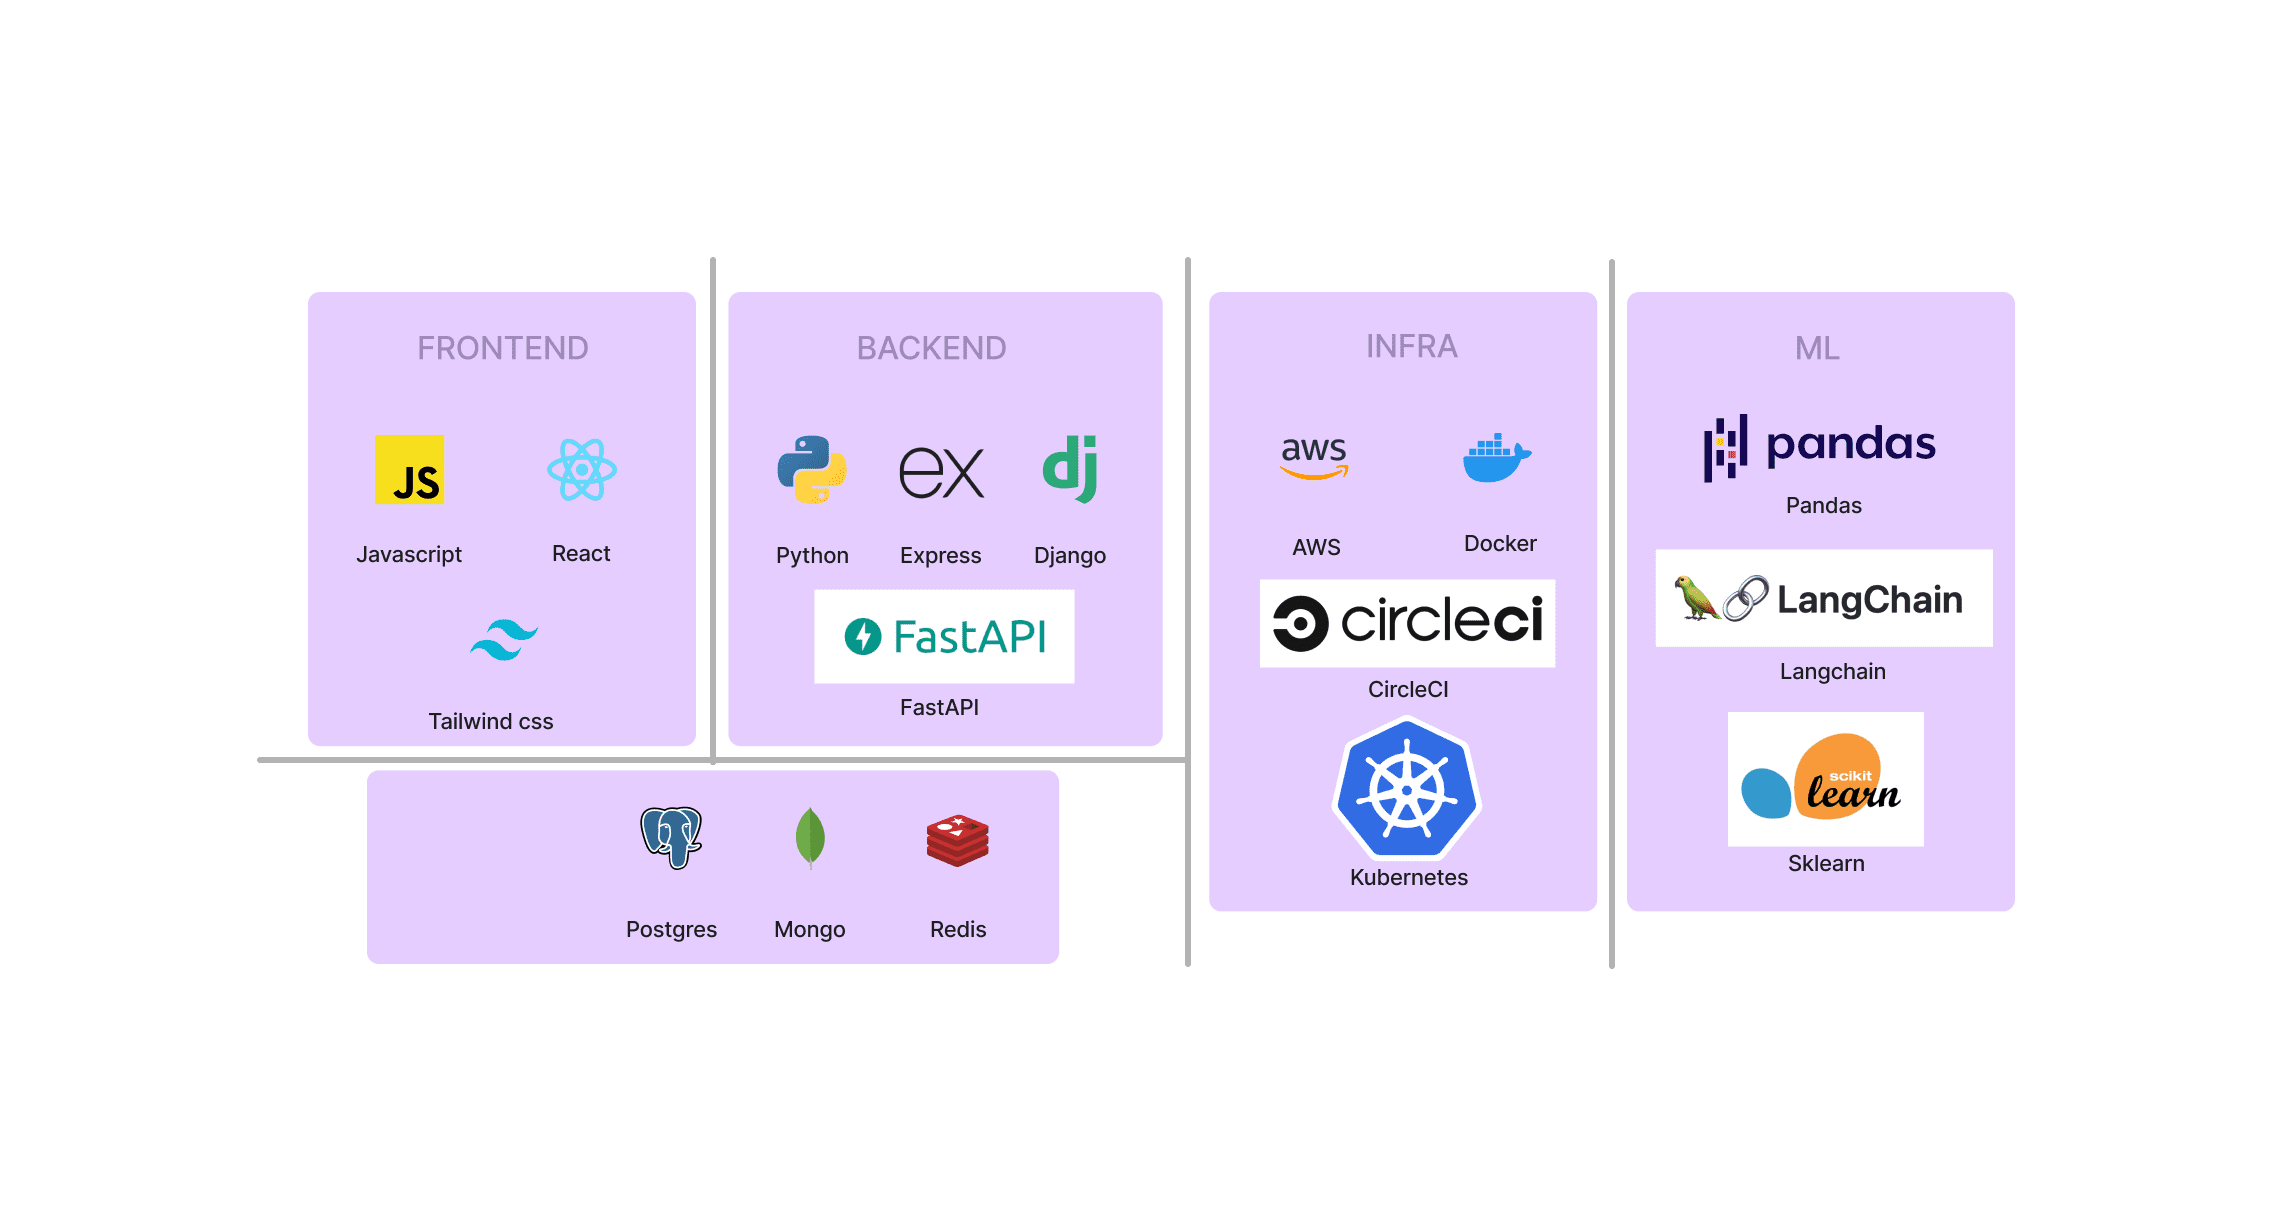 FRONTEND
JS
Javascript
React
Tailwind css
BACKEND
ex
dj
Python
Express
Django
FastAPI
FastAPI
Postgres
Mongo
Redis
INFRA
aws
AWS
Docker
circleci
CircleCI
Kubernetes
ML
pandas
Pandas
LangChain
Langchain
scikit
learn
Sklearn